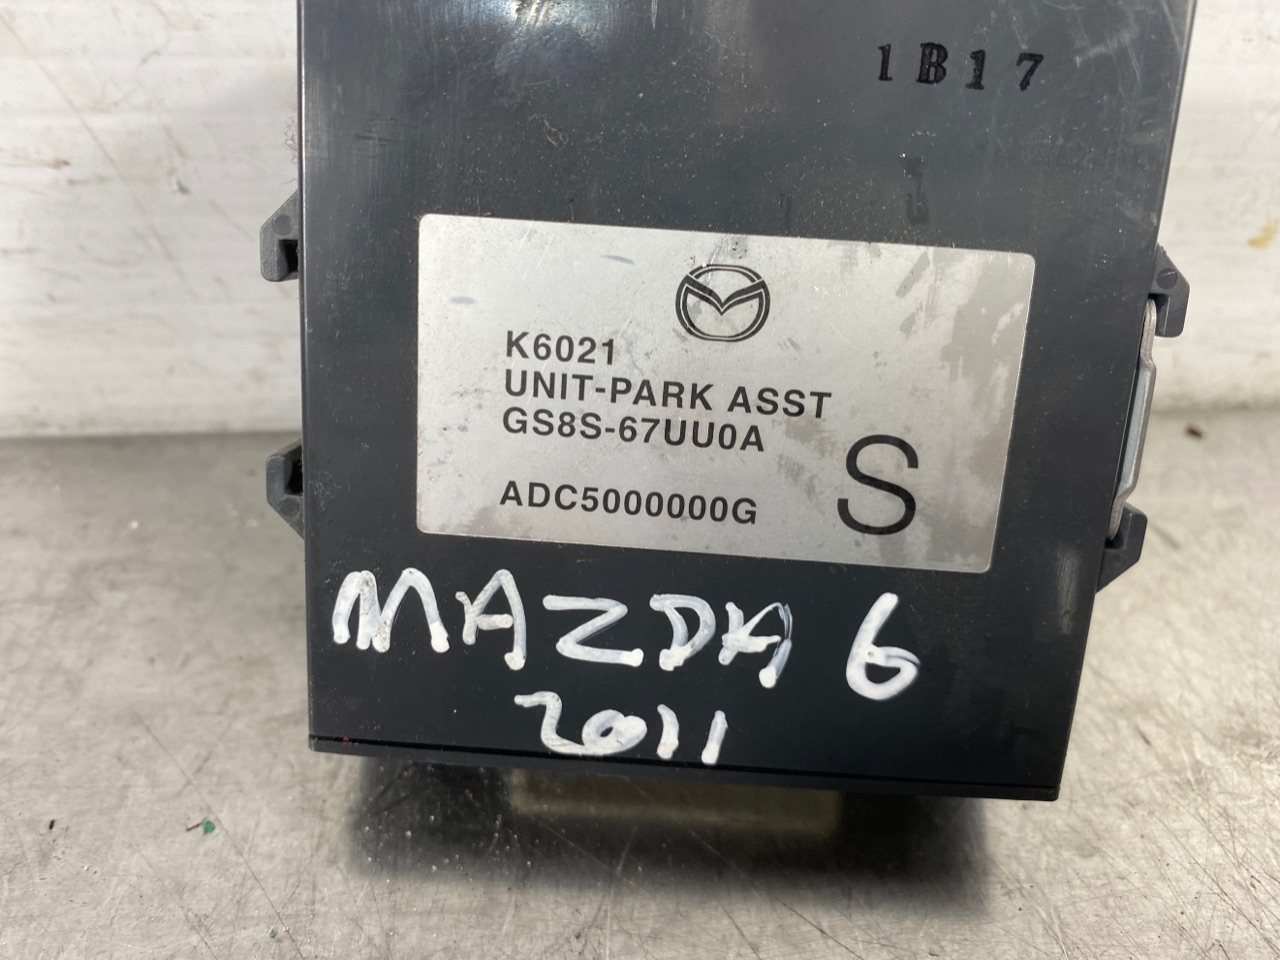 1B17
K6021
UNIT-PARK ASST
GS8S-67UU0A
ADC5000000G
S
MAZDA 6
2011